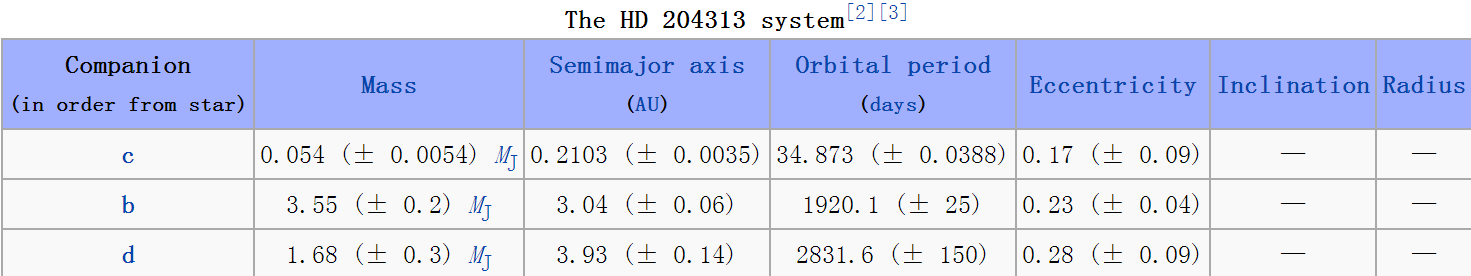 The HD 204313 system[2][3]
Companion (in order from star) Mass Semimajor axis (AU) Orbital period (days) Eccentricity Inclination Radius
c 0.054 (± 0.0054) MJ 0.2103 (± 0.0035) 34.873 (± 0.0388) 0.17 (± 0.09) — —
b 3.55 (± 0.2) MJ 3.04 (± 0.06) 1920.1 (± 25) 0.23 (± 0.04) — —
d 1.68 (± 0.3) MJ 3.93 (± 0.14) 2831.6 (± 150) 0.28 (± 0.09) — —